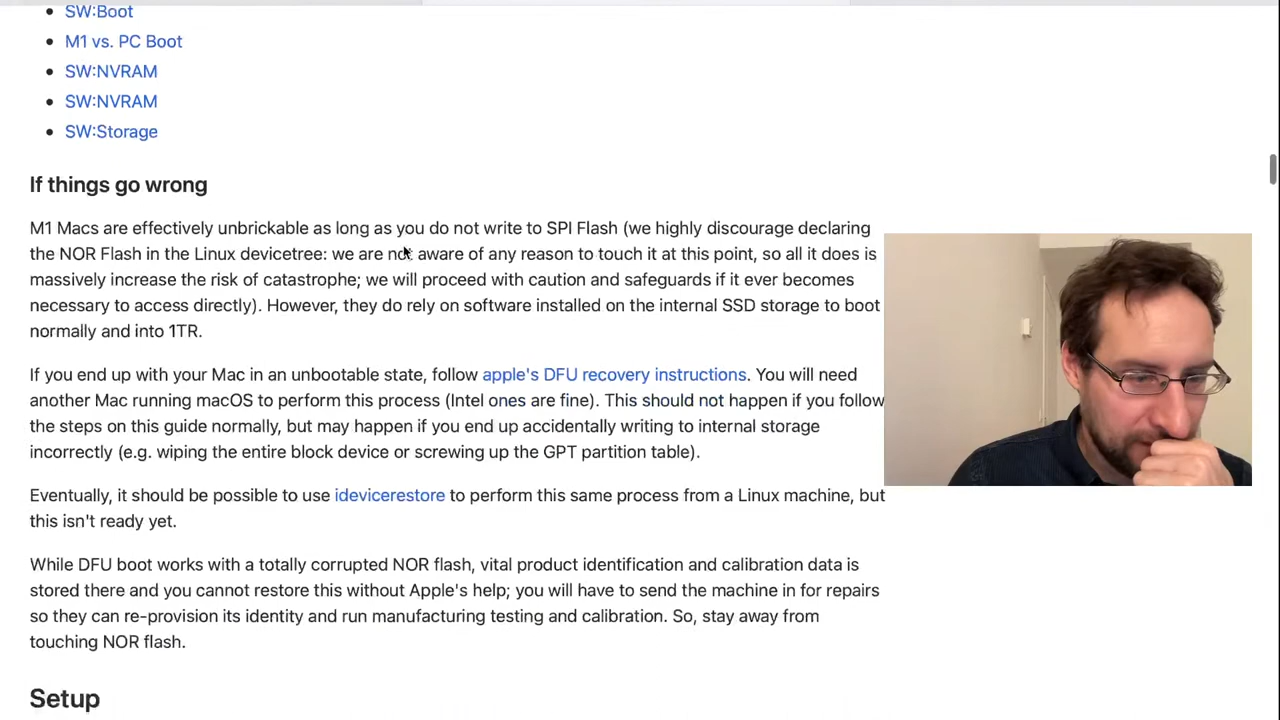 SW:Boot
M1 vs. PC Boot
SW:NVRAM
SW:NVRAM
SW:Storage
If things go wrong
M1 Macs are effectively unbrickable as long as you do not write to SPI Flash (we highly discourage declaring
the NOR Flash in the Linux devicetree: we are not aware of any reason to touch it at this point, so all it does is
massively increase the risk of catastrophe; we will proceed with caution and safeguards if it ever becomes
necessary to access directly). However, they do rely on software installed on the internal SSD storage to boot
normally and into 1TR.
If you end up with your Mac in an unbootable state, follow apple's DFU recovery instructions. You will need
another Mac running macOS to perform this process (Intel ones are fine). This should not happen if you follow
the steps on this guide normally, but may happen if you end up accidentally writing to internal storage
incorrectly (e.g. wiping the entire block device or screwing up the GPT partition table).
Eventually, it should be possible to use idevicerestore to perform this same process from a Linux machine, but
this isn't ready yet.
While DFU boot works with a totally corrupted NOR flash, vital product identification and calibration data is
stored there and you cannot restore this without Apple's help; you will have to send the machine in for repairs
so they can re-provision its identity and run manufacturing testing and calibration. So, stay away from
touching NOR flash.
Setup